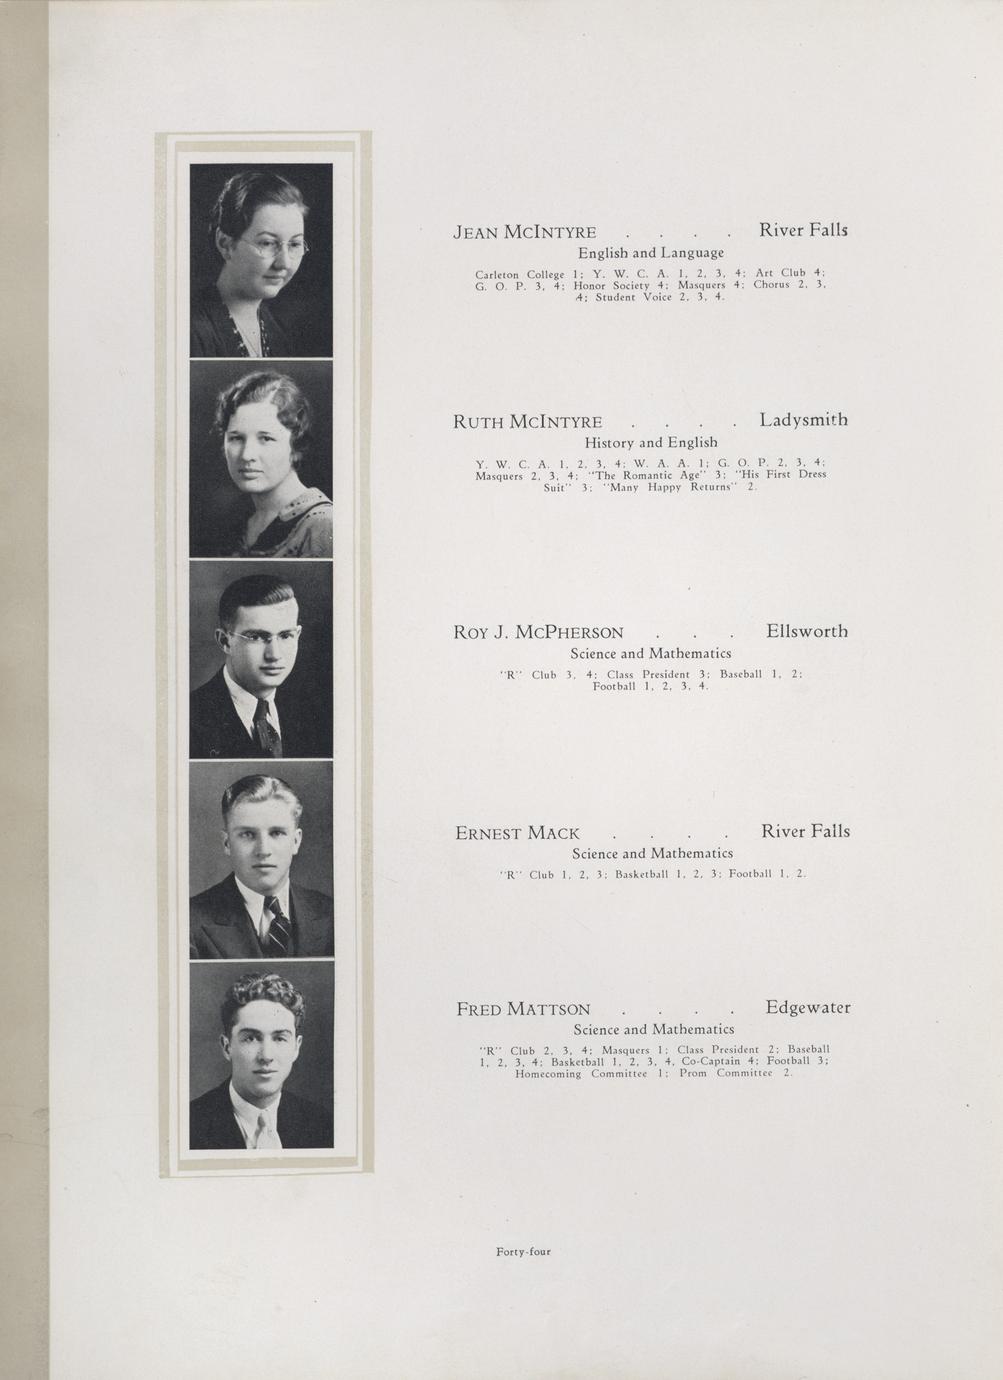 JEAN MCINTYRE . . . . River Falls
English and Language
Carleton College 1; Y. W. C. A. 1, 2, 3, 4; Art Club 4;
G. O. P. 3, 4; Honor Society 4; Masquers 4; Chorus 2, 3,
4; Student Voice 2, 3, 4.
RUTH MCINTYRE . . . . Ladysmith
History and English
Y. W. C. A. 1, 2, 3, 4; W. A. A. 1; G. O. P. 2, 3, 4;
Masquers 2, 3, 4; "The Romantic Age" 3; "His First Dress
Suit" 3; "Many Happy Returns" 2.
ROY J. MCPHERSON . . . Ellsworth
Science and Mathematics
"R" Club 3, 4; Class President 3; Baseball 1, 2;
Football 1, 2, 3, 4.
ERNEST MACK . . . . River Falls
Science and Mathematics
"R" Club 1, 2, 3; Basketball 1, 2, 3; Football 1, 2.
FRED MATTSON . . . . Edgewater
Science and Mathematics
"R" Club 2, 3, 4; Masquers 1; Class President 2; Baseball
1, 2, 3, 4; Basketball 1, 2, 3, 4, Co-Captain 4; Football 3;
Homecoming Committee 1; Prom Committee 2.
Forty-four